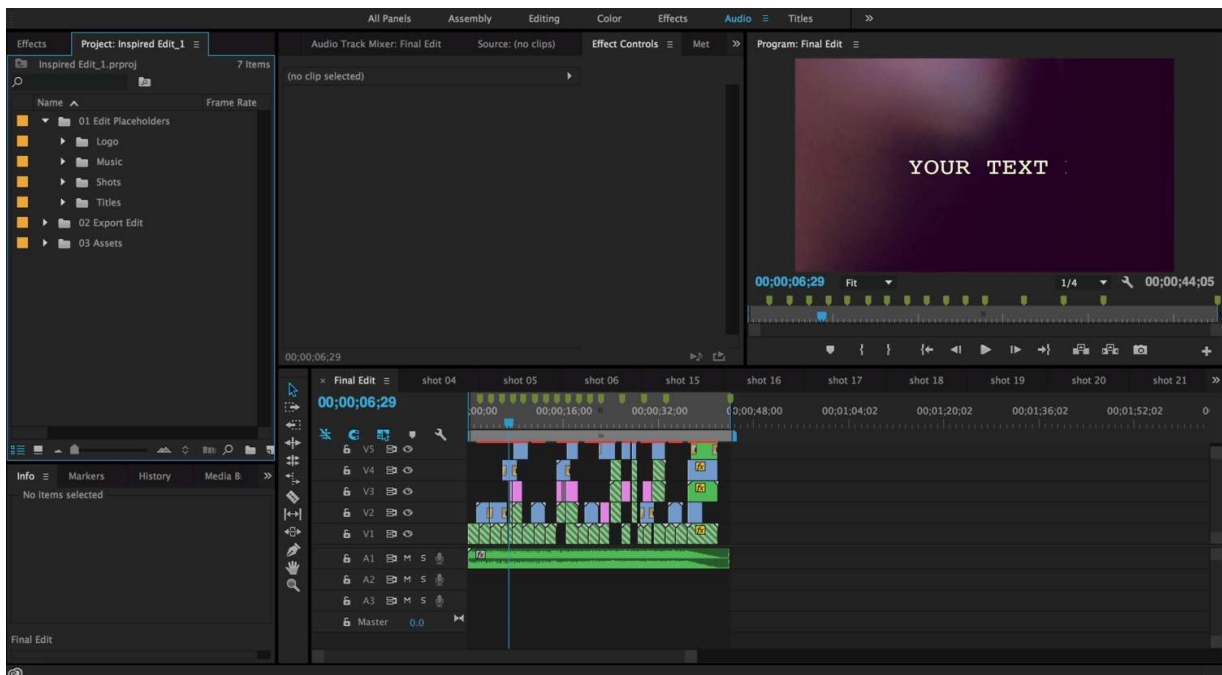 All Panels Assembly Editing Color Effects Audio Titles
Effects Project: Inspired Edit_1
Inspired Edit_1.prproj 7 Items
Name Frame Rate
01 Edit Placeholders
Logo
Music
Shots
Titles
02 Export Edit
03 Assets
Audio Track Mixer: Final Edit Source: (no clips) Effect Controls Met
(no clip selected)
00;00;06;29
Program: Final Edit
YOUR TEXT
00;00;06;29 Fit 1/4 00;00;44;05
Info Markers History Media B
No items selected
Final Edit
Final Edit shot 04 shot 05 shot 06 shot 15 shot 16 shot 17 shot 18 shot 19 shot 20 shot 21
00;00;06;29
;00;00 00;00;16;00 00;00;32;00 00;00;48;00 00;01;04;02 00;01;20;02 00;01;36;02 00;01;52;02
V5
V4 fx
V3 fx
V2
V1 fx
A1 M S fx
A2 M S
A3 M S
Master 0.0